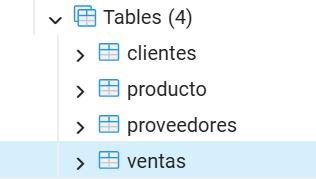 Tables (4)
clientes
producto
proveedores
ventas